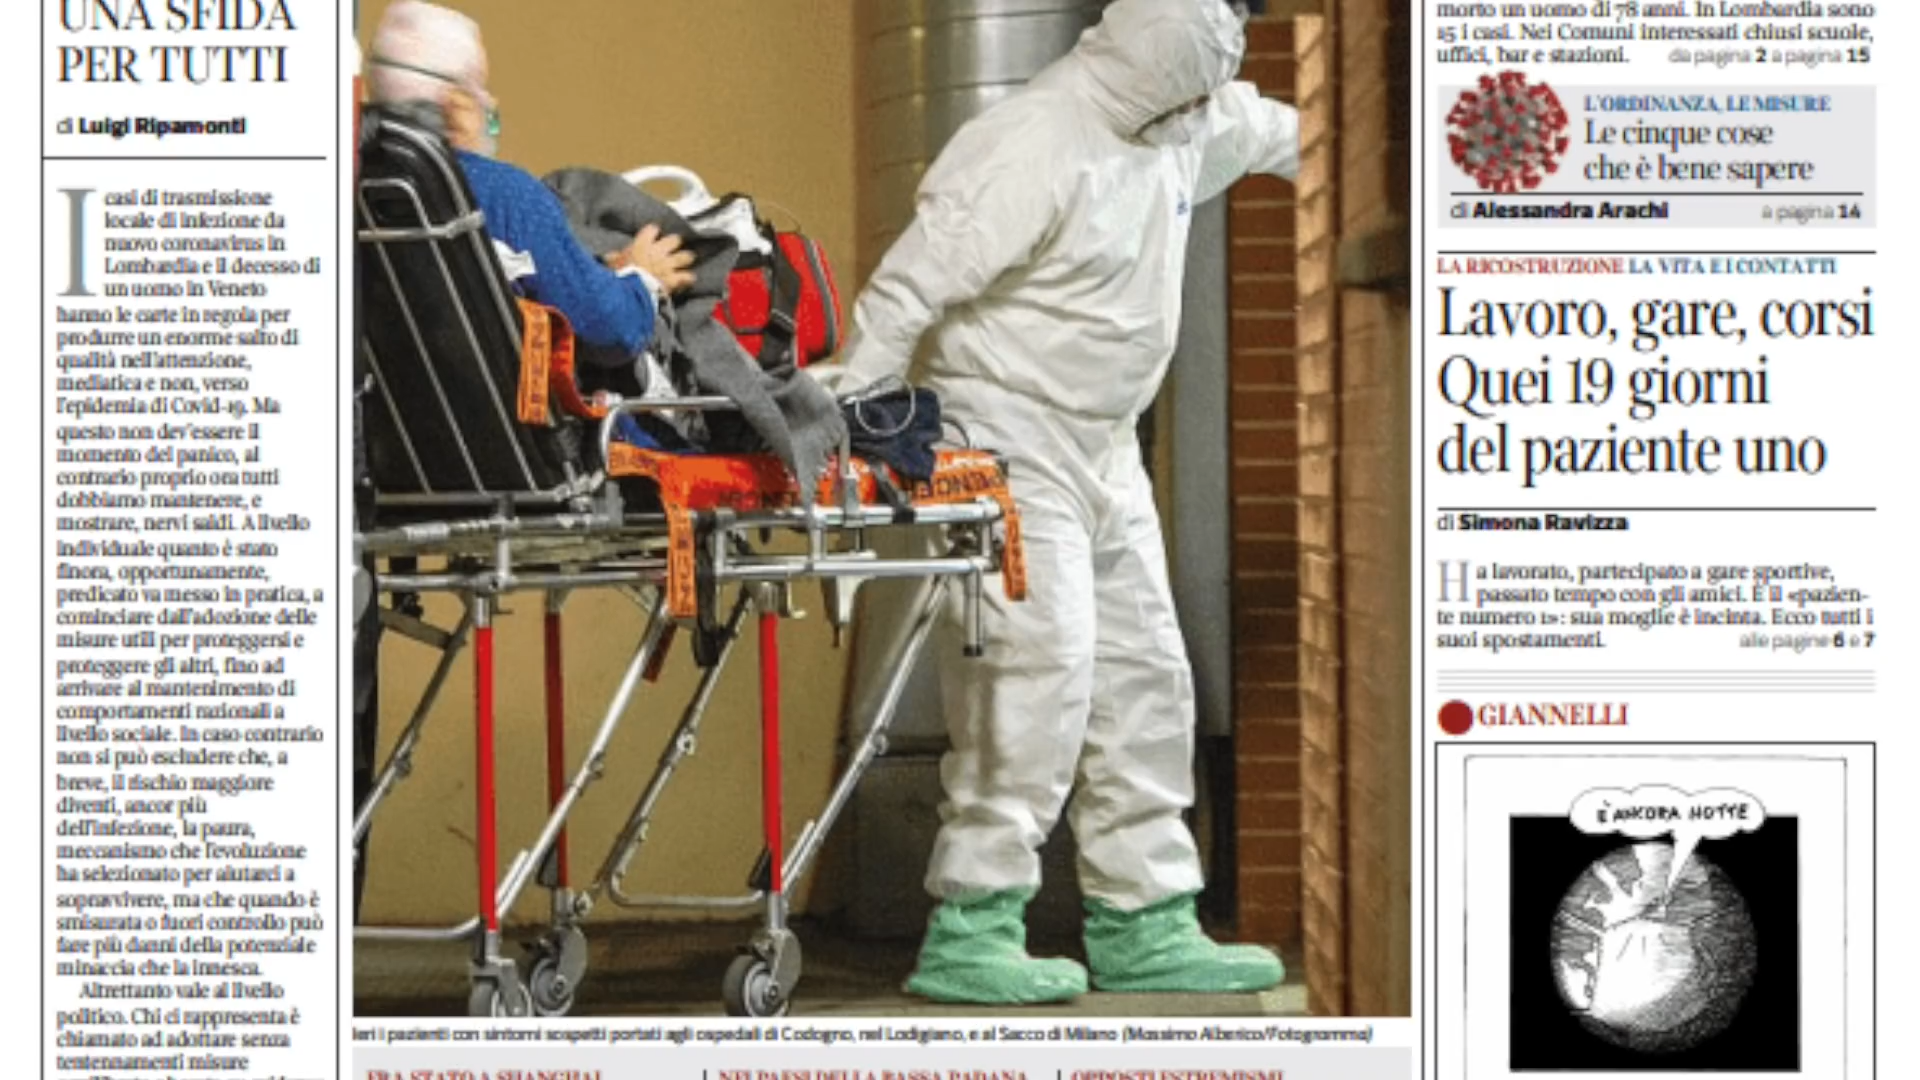 UNA SFIDA
PER TUTTI
di Luigi Ripamonti
I casi di trasmissione
locale di infezione da
nuovo coronavirus in
Lombardia e il decesso di
un uomo in Veneto
hanno le carte in regola per
produrre un enorme salto di
qualità nell'attenzione,
mediatica e non, verso
l'epidemia di Covid-19. Ma
questo non dev'essere il
momento del panico, al
contrario proprio ora tutti
dobbiamo mantenere, e
mostrare, nervi saldi. A livello
individuale quanto è stato
finora, opportunamente,
predicato va messo in pratica, a
cominciare dall'adozione delle
misure utili per proteggersi e
proteggere gli altri, fino ad
arrivare al mantenimento di
comportamenti razionali a
livello sociale. In caso contrario
non si può escludere che, a
breve, il rischio maggiore
diventi, ancor più
dell'infezione, la paura,
meccanismo che l'evoluzione
ha selezionato per aiutarci a
sopravvivere, ma che quando è
smisurata o fuori controllo può
fare più danni della potenziale
minaccia che la innesca.
Altrettanto vale al livello
politico. Chi ci rappresenta è
chiamato ad adottare senza
tentennamenti misure
Ieri i pazienti con sintomi sospetti portati agli ospedali di Codogno, nel Lodigiano, e al Sacco di Milano (Massimo Alberico/Fotogramma)
FRA STATO A SHANGHAI
NEI PAESI DELLA BASSA PADANA
OPPOSTI ESTREMISMI
morto un uomo di 78 anni. In Lombardia sono
15 i casi. Nei Comuni interessati chiusi scuole,
uffici, bar e stazioni. da pagina 2 a pagina 15
L'ORDINANZA, LE MISURE
Le cinque cose
che è bene sapere
di Alessandra Arachi a pagina 14
LA RICOSTRUZIONE LA VITA E I CONTATTI
Lavoro, gare, corsi
Quei 19 giorni
del paziente uno
di Simona Ravizza
Ha lavorato, partecipato a gare sportive,
passato tempo con gli amici. È il «pazien-
te numero 1»: sua moglie è incinta. Ecco tutti i
suoi spostamenti. alle pagine 6 e 7
GIANNELLI
È ANCORA NOTTE